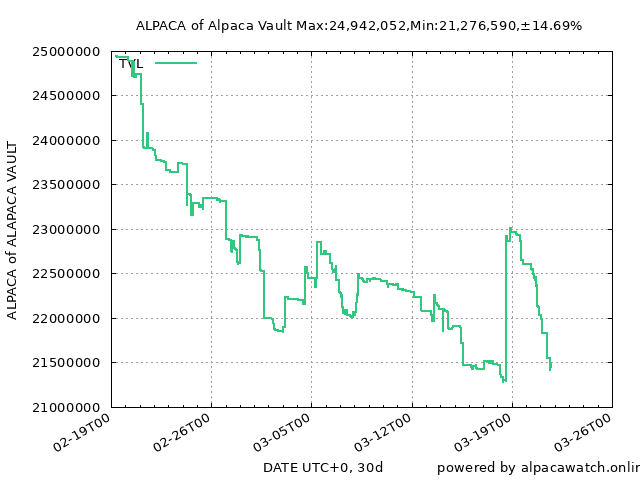 ALPACA of Alpaca Vault Max:24,942,052,Min:21,276,590,±14.69%
TVL
25000000
24500000
24000000
23500000
23000000
22500000
22000000
21500000
21000000
ALPACA of ALAPACA VAULT
02-19T00
02-26T00
03-05T00
03-12T00
03-19T00
03-26T00
DATE UTC+0, 30d
powered by alpacawatch.onlin